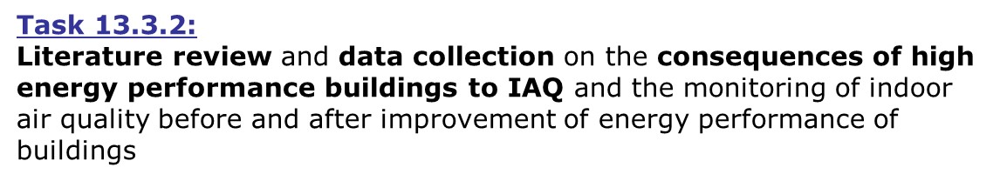 Task 13.3.2:
Literature review and data collection on the consequences of high
energy performance buildings to IAQ and the monitoring of indoor
air quality before and after improvement of energy performance of
buildings